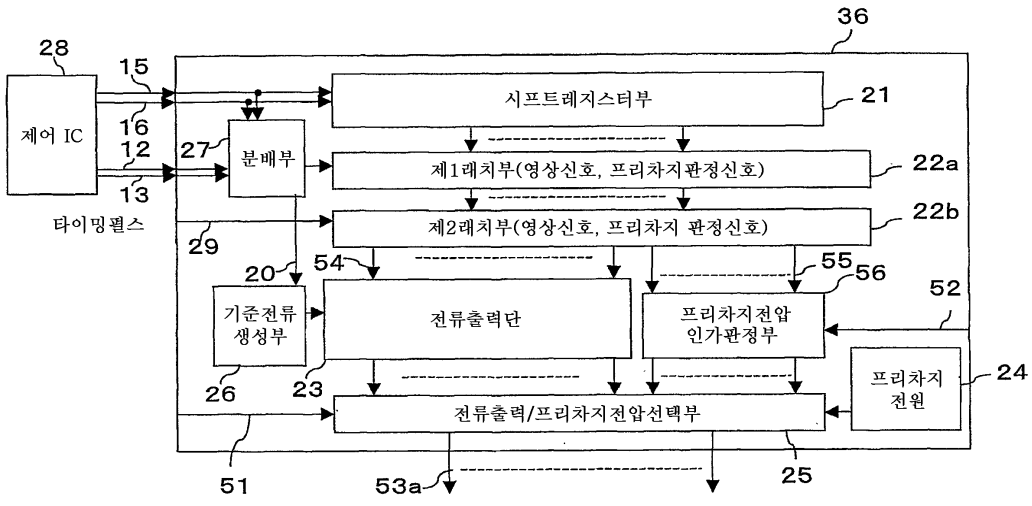 36
28
15
16
제어 IC
시프트레지스터부
21
27
12
13
분배부
제1래치부(영상신호, 프리차지판정신호)
22a
타이밍펄스
29
제2래치부(영상신호, 프리차지 판정신호)
22b
20
54
55
56
52
기준전류
생성부
전류출력단
프리차지전압
인가판정부
26
23
프리차지
전원
24
전류출력/프리차지전압선택부
51
53a
25